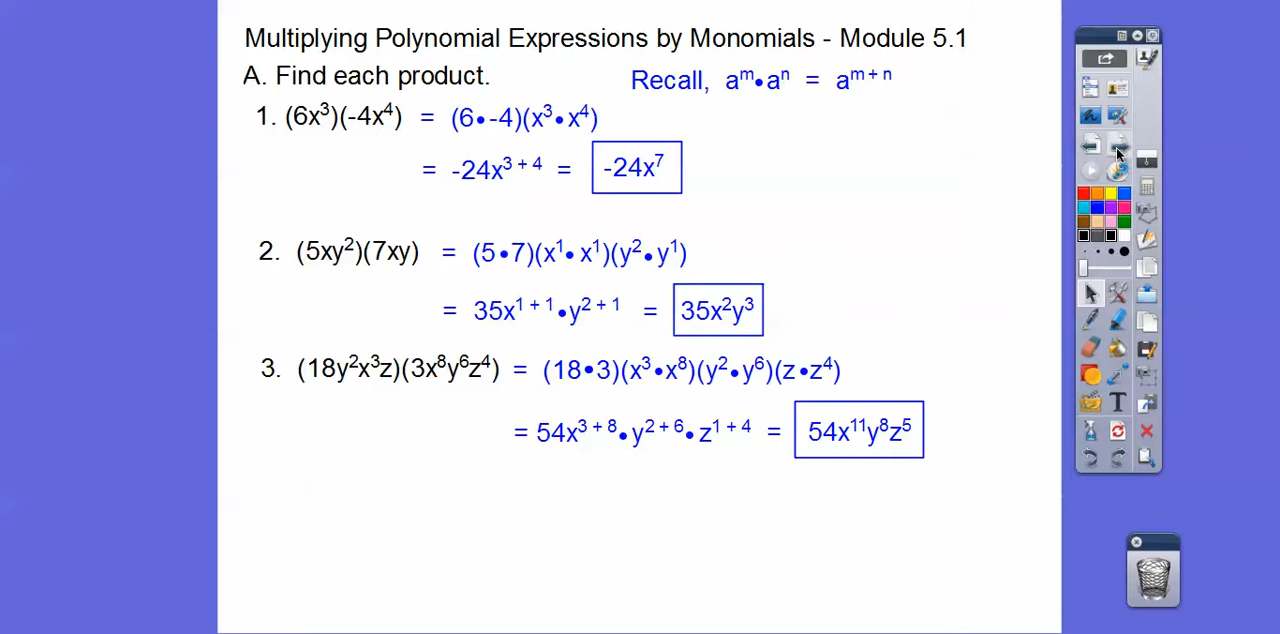 Multiplying Polynomial Expressions by Monomials - Module 5.1
A. Find each product. Recall, aᵐ•aⁿ = aᵐ⁺ⁿ
1. (6x³)(-4x⁴) = (6•-4)(x³•x⁴)
= -24x³⁺⁴ = -24x⁷
2. (5xy²)(7xy) = (5•7)(x¹•x¹)(y²•y¹)
= 35x¹⁺¹•y²⁺¹ = 35x²y³
3. (18y²x³z)(3x⁸y⁶z⁴) = (18•3)(x³•x⁸)(y²•y⁶)(z•z⁴)
= 54x³⁺⁸•y²⁺⁶•z¹⁺⁴ = 54x¹¹y⁸z⁵